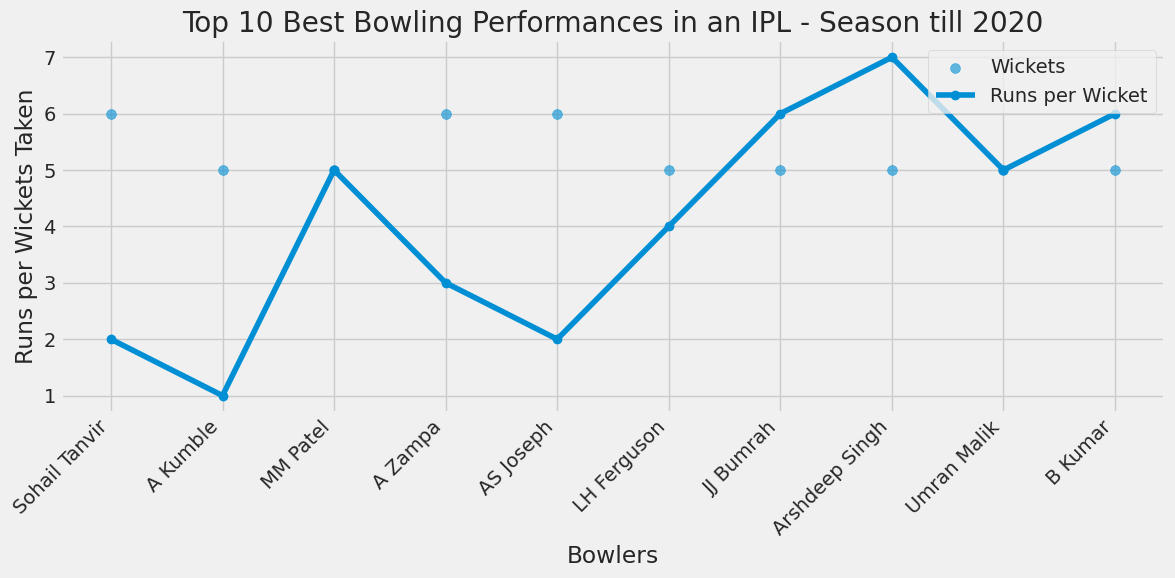 Top 10 Best Bowling Performances in an IPL - Season till 2020
Wickets
Runs per Wicket
Runs per Wickets Taken
7
6
5
4
3
2
1
Sohail Tanvir
A Kumble
MM Patel
A Zampa
AS Joseph
LH Ferguson
JJ Bumrah
Arshdeep Singh
Umran Malik
B Kumar
Bowlers